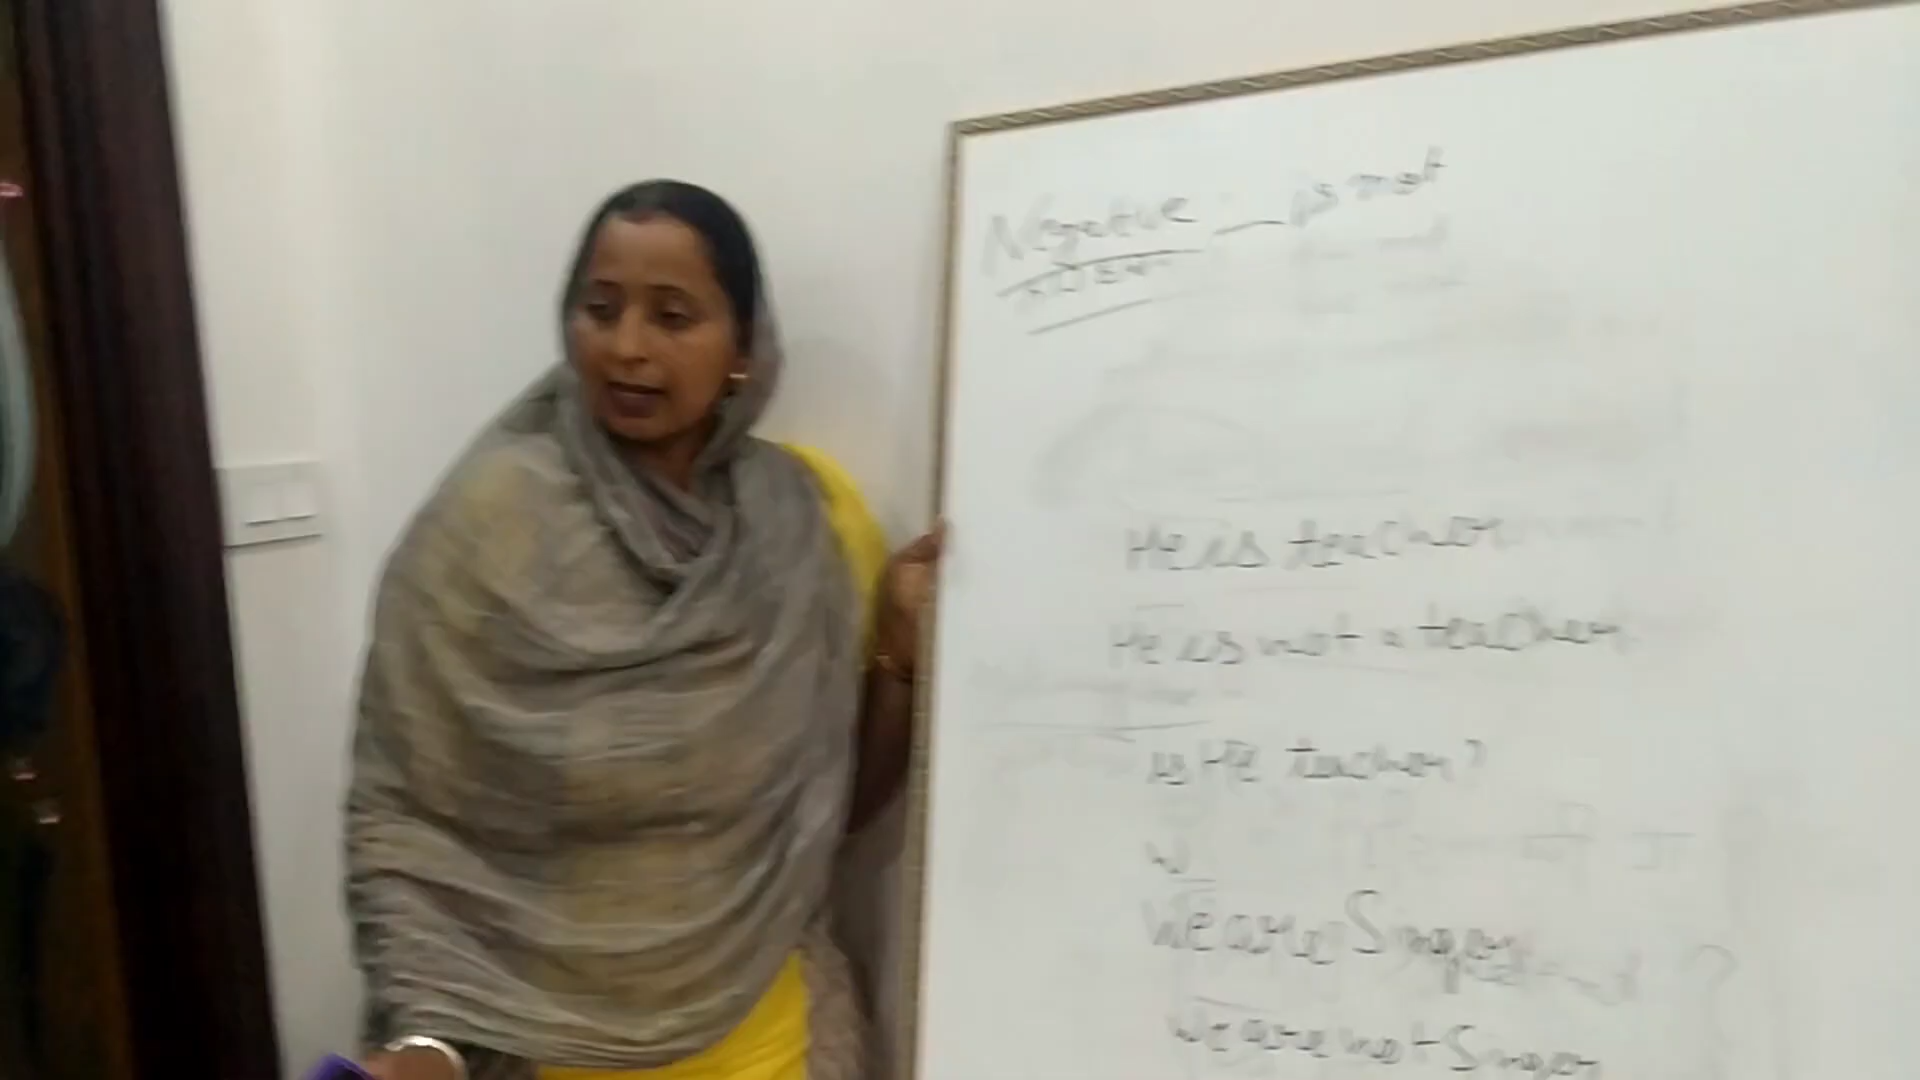 Negative is not
He is teacher
He is not a teacher
is He teacher?
w
we are Singer
we are not Singer